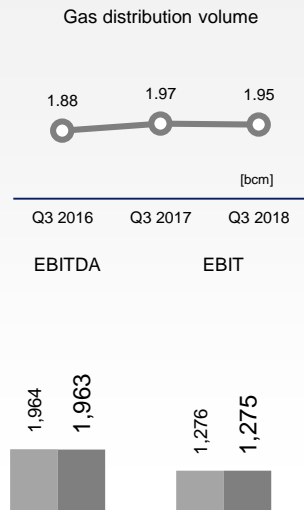 Gas distribution volume
1.88 1.97 1.95
[bcm]
Q3 2016 Q3 2017 Q3 2018
EBITDA EBIT
1,964 1,963 1,276 1,275